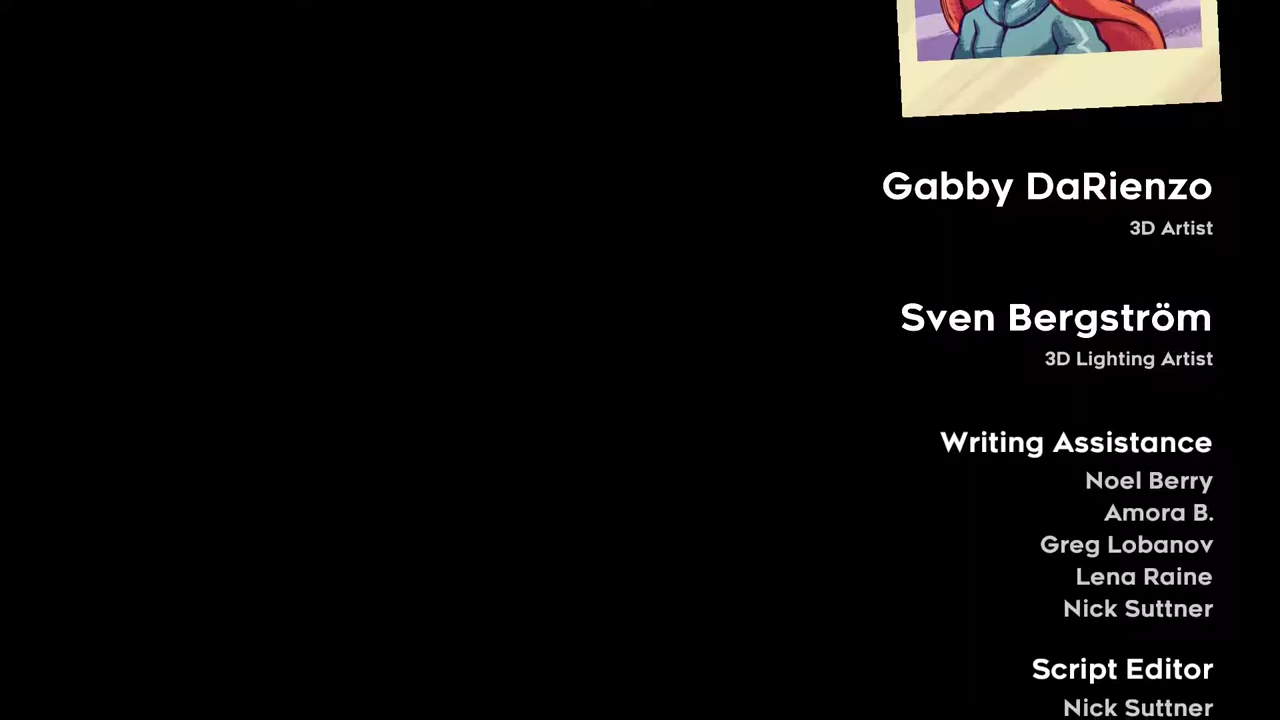 Gabby DaRienzo
3D Artist
Sven Bergström
3D Lighting Artist
Writing Assistance
Noel Berry
Amora B.
Greg Lobanov
Lena Raine
Nick Suttner
Script Editor
Nick Suttner